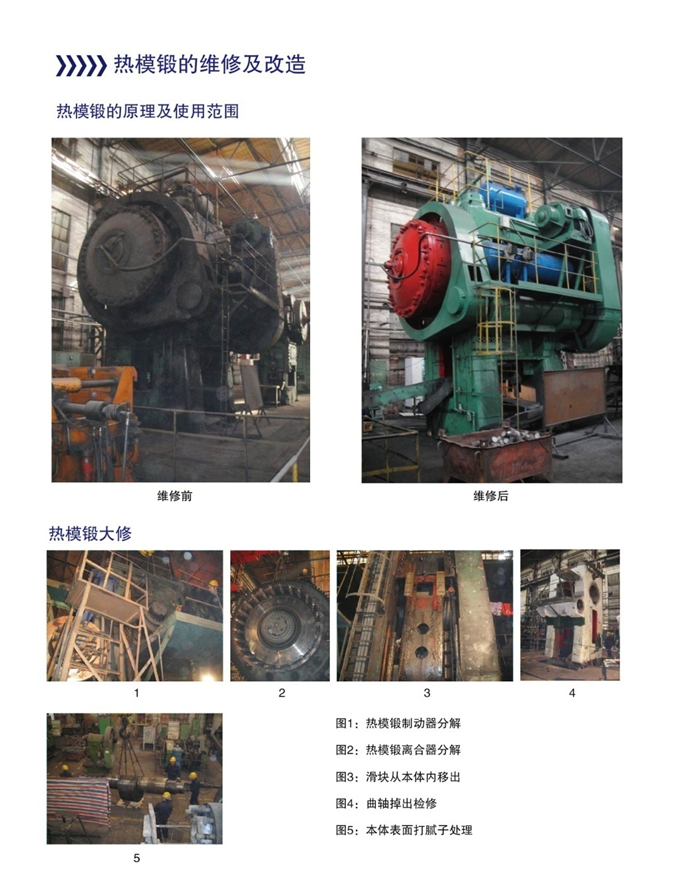 热模锻的维修及改造
热模锻的原理及使用范围
维修前
维修后
热模锻大修
1
2
3
4
图1：热模锻制动器分解
图2：热模锻离合器分解
图3：滑块从本体内移出
图4：曲轴掉出检修
图5：本体表面打腻子处理
5